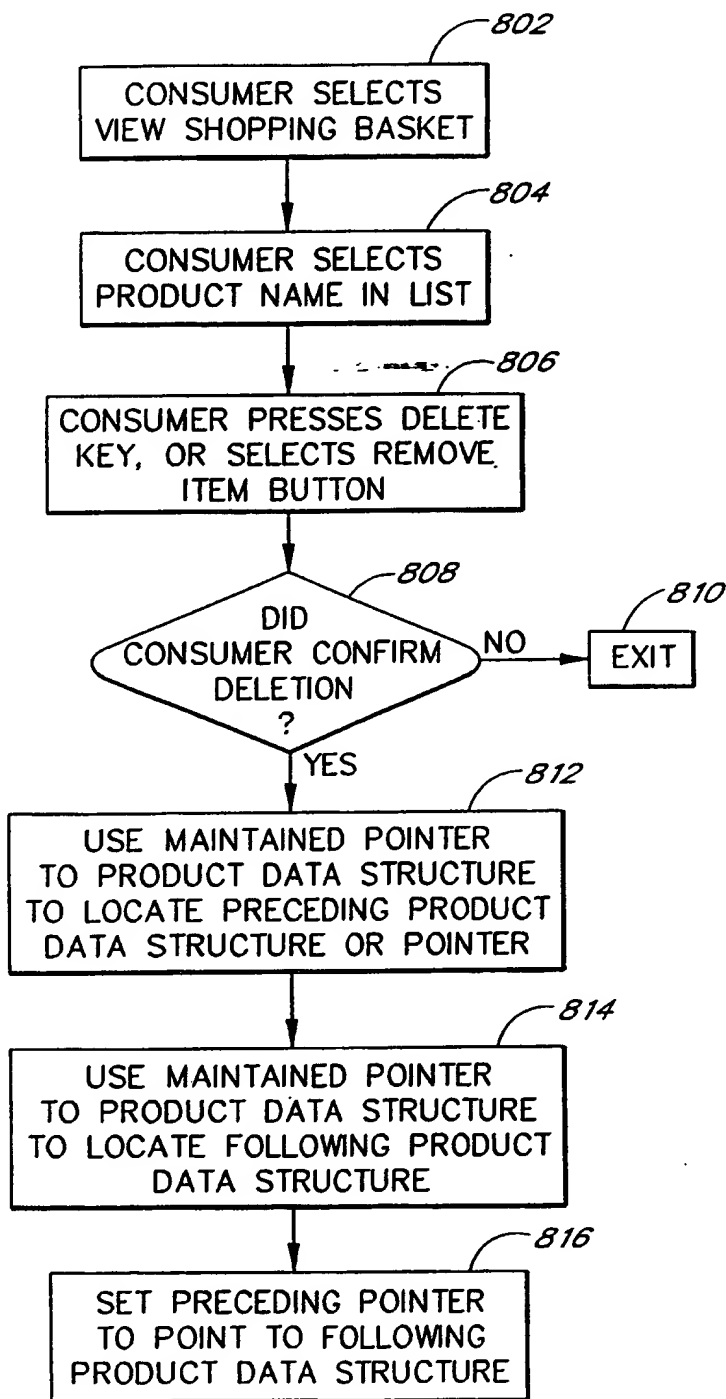 802
CONSUMER SELECTS
VIEW SHOPPING BASKET
804
CONSUMER SELECTS
PRODUCT NAME IN LIST
806
CONSUMER PRESSES DELETE
KEY, OR SELECTS REMOVE
ITEM BUTTON
808
DID
CONSUMER CONFIRM
DELETION
?
NO
810
EXIT
YES
812
USE MAINTAINED POINTER
TO PRODUCT DATA STRUCTURE
TO LOCATE PRECEDING PRODUCT
DATA STRUCTURE OR POINTER
814
USE MAINTAINED POINTER
TO PRODUCT DATA STRUCTURE
TO LOCATE FOLLOWING PRODUCT
DATA STRUCTURE
816
SET PRECEDING POINTER
TO POINT TO FOLLOWING
PRODUCT DATA STRUCTURE